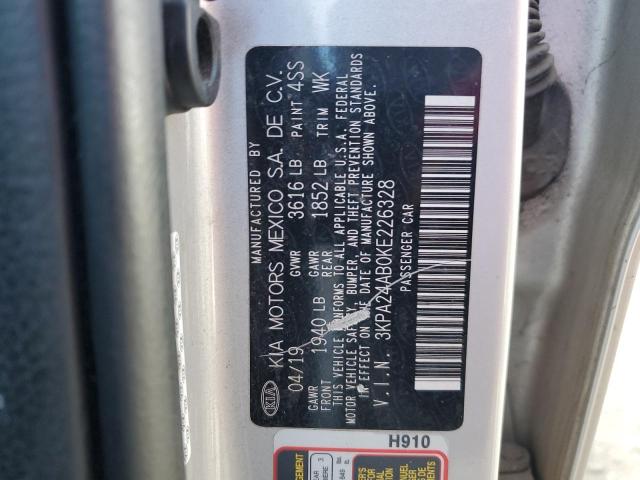 MANUFACTURED BY
KIA MOTORS MEXICO S.A. DE C.V.
04/19 GVWR 3616 LB PAINT 4SS
GAWR FRONT 1940 LB GAWR REAR 1852 LB TRIM WK
THIS VEHICLE CONFORMS TO ALL APPLICABLE U.S.A. FEDERAL
MOTOR VEHICLE SAFETY, BUMPER, AND THEFT PREVENTION STANDARDS
IN EFFECT ON THE DATE OF MANUFACTURE SHOWN ABOVE.
V.I.N. 3KPA24AB0KE226328
PASSENGER CAR
KIA
H910